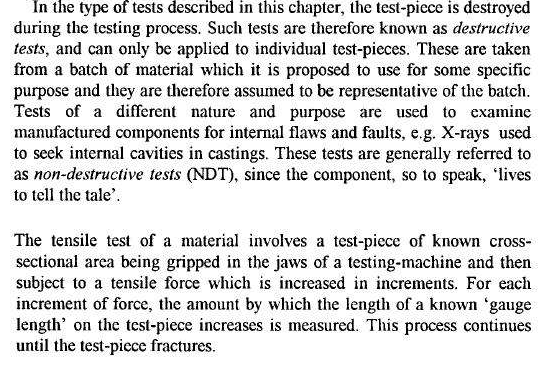 In the type of tests described in this chapter, the test-piece is destroyed
during the testing process. Such tests are therefore known as destructive
tests, and can only be applied to individual test-pieces. These are taken
from a batch of material which it is proposed to use for some specific
purpose and they are therefore assumed to be representative of the batch.
Tests of a different nature and purpose are used to examine
manufactured components for internal flaws and faults, e.g. X-rays used
to seek internal cavities in castings. These tests are generally referred to
as non-destructive tests (NDT), since the component, so to speak, 'lives
to tell the tale'.
The tensile test of a material involves a test-piece of known cross-
sectional area being gripped in the jaws of a testing-machine and then
subject to a tensile force which is increased in increments. For each
increment of force, the amount by which the length of a known 'gauge
length' on the test-piece increases is measured. This process continues
until the test-piece fractures.